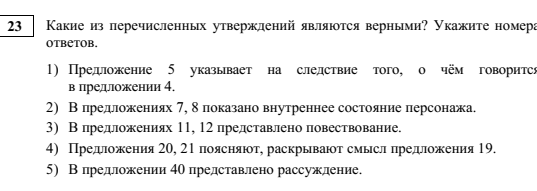 23 Какие из перечисленных утверждений являются верными? Укажите номера
ответов.
1) Предложение 5 указывает на следствие того, о чём говорится
в предложении 4.
2) В предложениях 7, 8 показано внутреннее состояние персонажа.
3) В предложениях 11, 12 представлено повествование.
4) Предложения 20, 21 поясняют, раскрывают смысл предложения 19.
5) В предложении 40 представлено рассуждение.